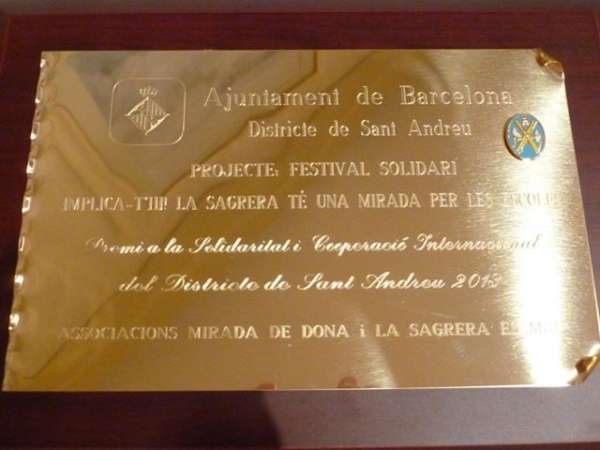 Ajuntament de Barcelona
Districte de Sant Andreu
PROJECTE: FESTIVAL SOLIDARI
IMPLICA-T'HI! LA SAGRERA TÉ UNA MIRADA PER LES
Premi a la Solidaritat i Cooperació Internacional
del Districte de Sant Andreu 2013
ASSOCIACIONS MIRADA DE DONA i LA SAGRERA ES